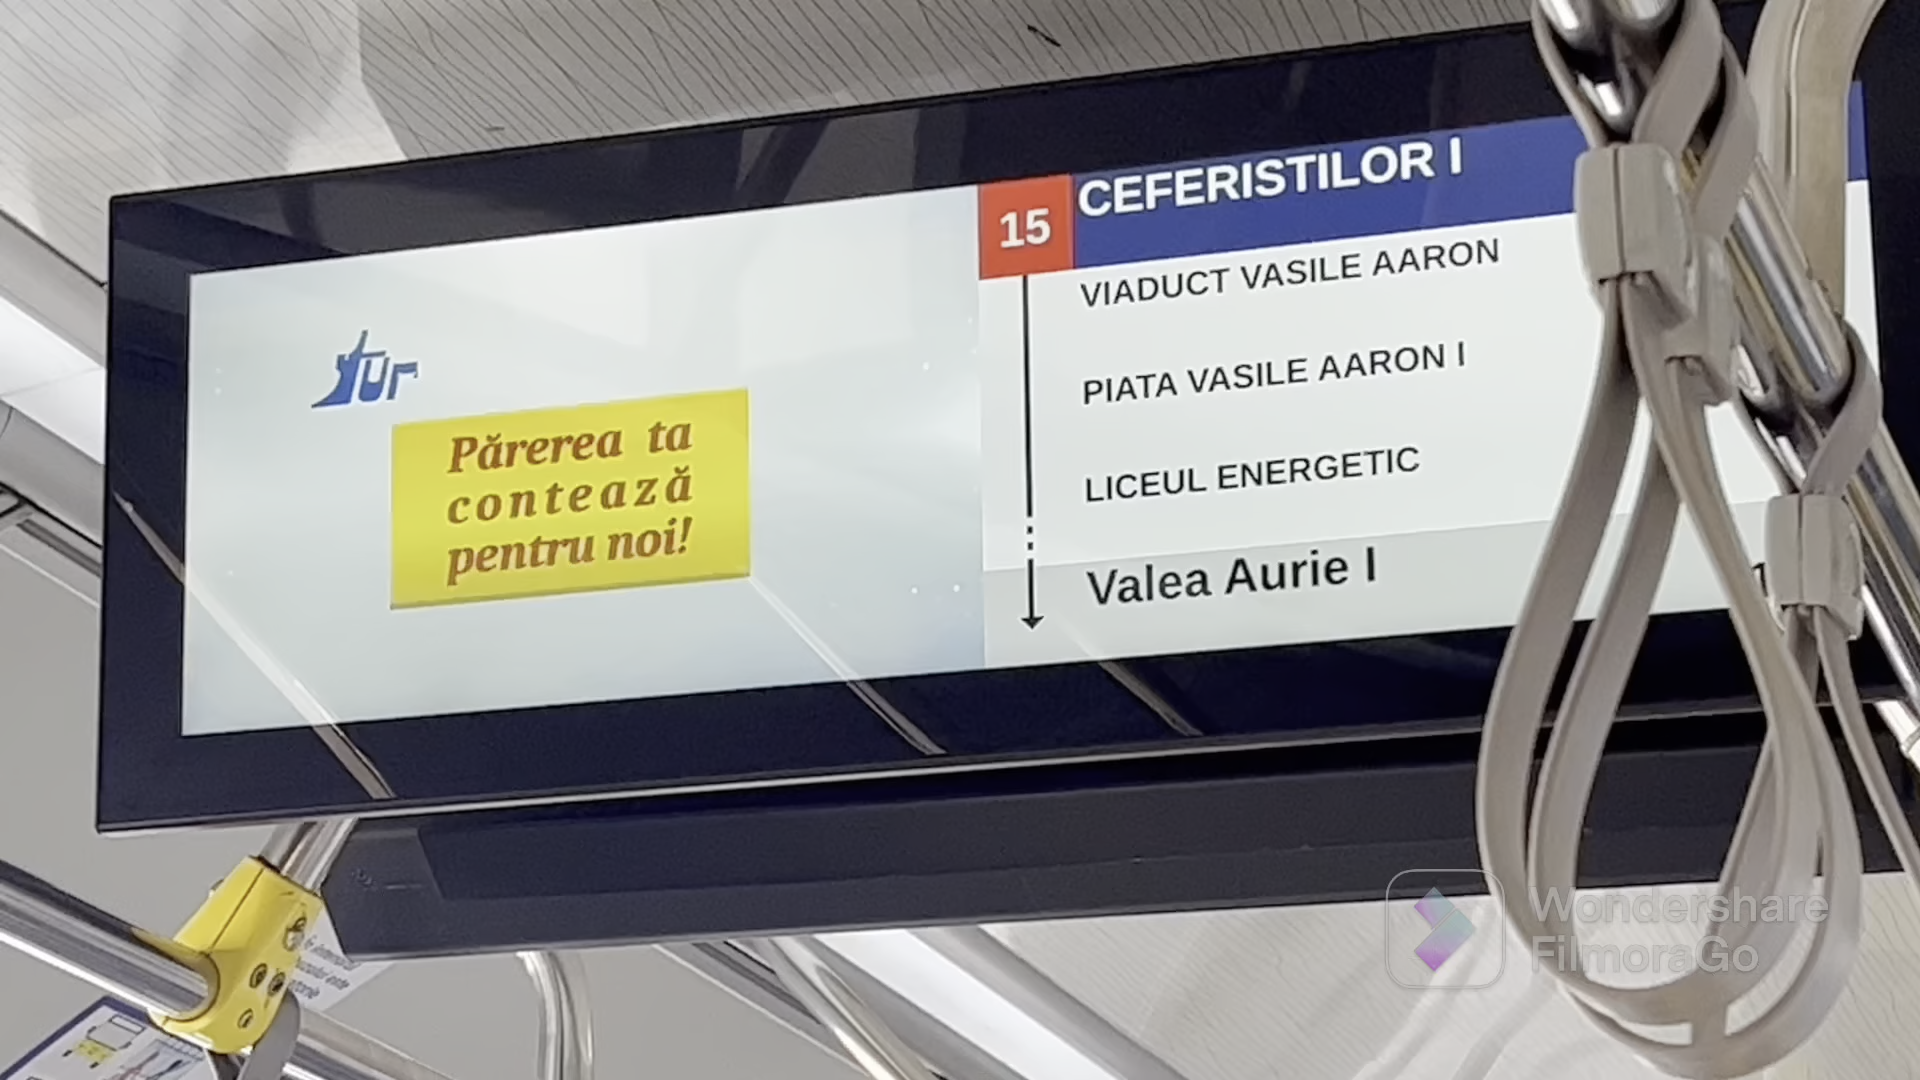 tur
Părerea ta
contează
pentru noi!
15
CEFERISTILOR I
VIADUCT VASILE AARON
PIATA VASILE AARON I
LICEUL ENERGETIC
Valea Aurie I
Wondershare
FilmoraGo